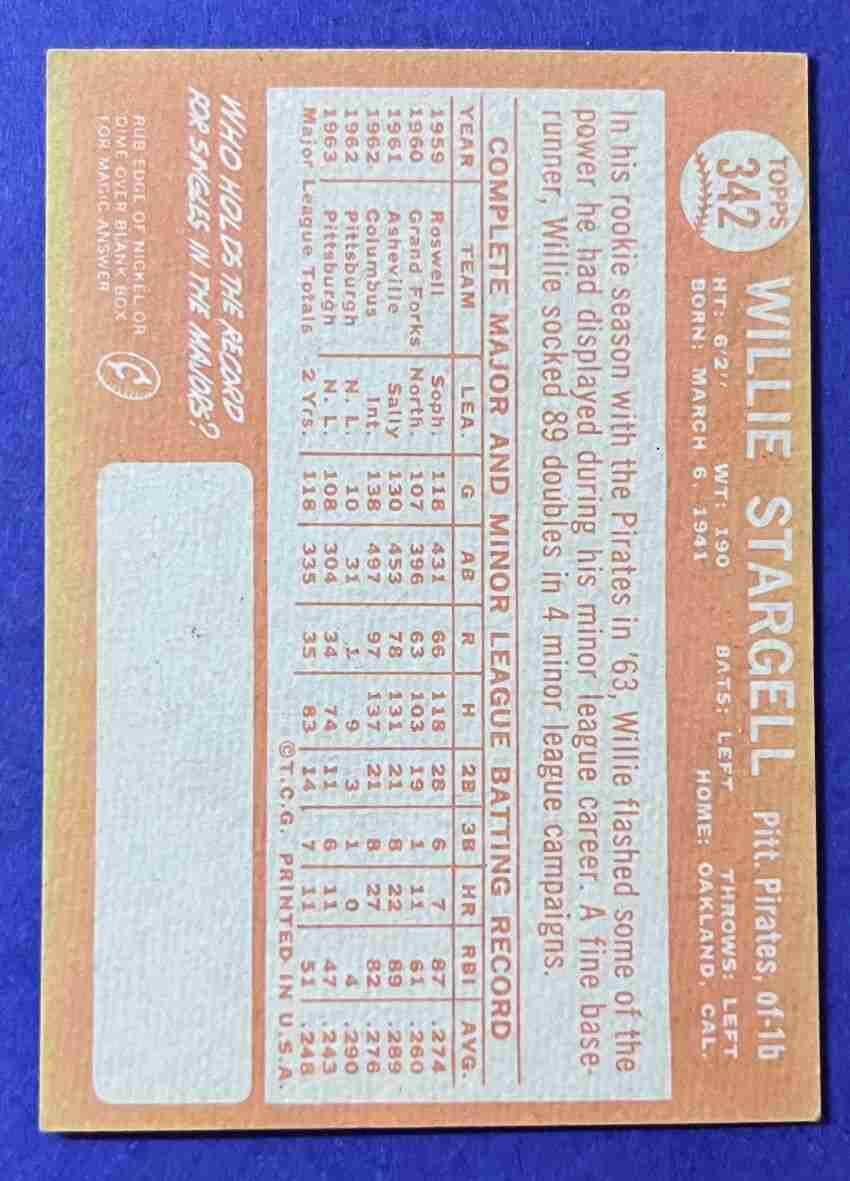 TOPPS
342
WILLIE STARGELL Pitt. Pirates, of-1b
HT: 6'2" WT: 190 BATS: LEFT THROWS: LEFT
BORN: MARCH 6, 1941 HOME: OAKLAND, CAL.
In his rookie season with the Pirates in '63, Willie flashed some of the
power he had displayed during his minor league career. A fine base-
runner, Willie socked 89 doubles in 4 minor league campaigns.
COMPLETE MAJOR AND MINOR LEAGUE BATTING RECORD
YEAR TEAM LEA. G AB R H 2B 3B HR RBI AVG.
1959 Roswell Soph. 118 431 66 118 28 6 7 87 .274
1960 Grand Forks North. 107 396 63 103 19 1 11 61 .260
1961 Asheville Sally 130 453 78 131 21 8 22 89 .289
1962 Columbus Int. 138 497 97 137 21 8 27 82 .276
1962 Pittsburgh N. L. 10 31 1 9 3 1 0 4 .290
1963 Pittsburgh N. L. 108 304 34 74 11 6 11 47 .243
Major League Totals 2 Yrs. 118 335 35 83 14 7 11 51 .248
©T.C.G. PRINTED IN U.S.A.
WHO HOLDS THE RECORD
FOR SINGLES IN THE MAJORS?
RUB EDGE OF NICKEL OR
DIME OVER BLANK BOX
FOR MAGIC ANSWER